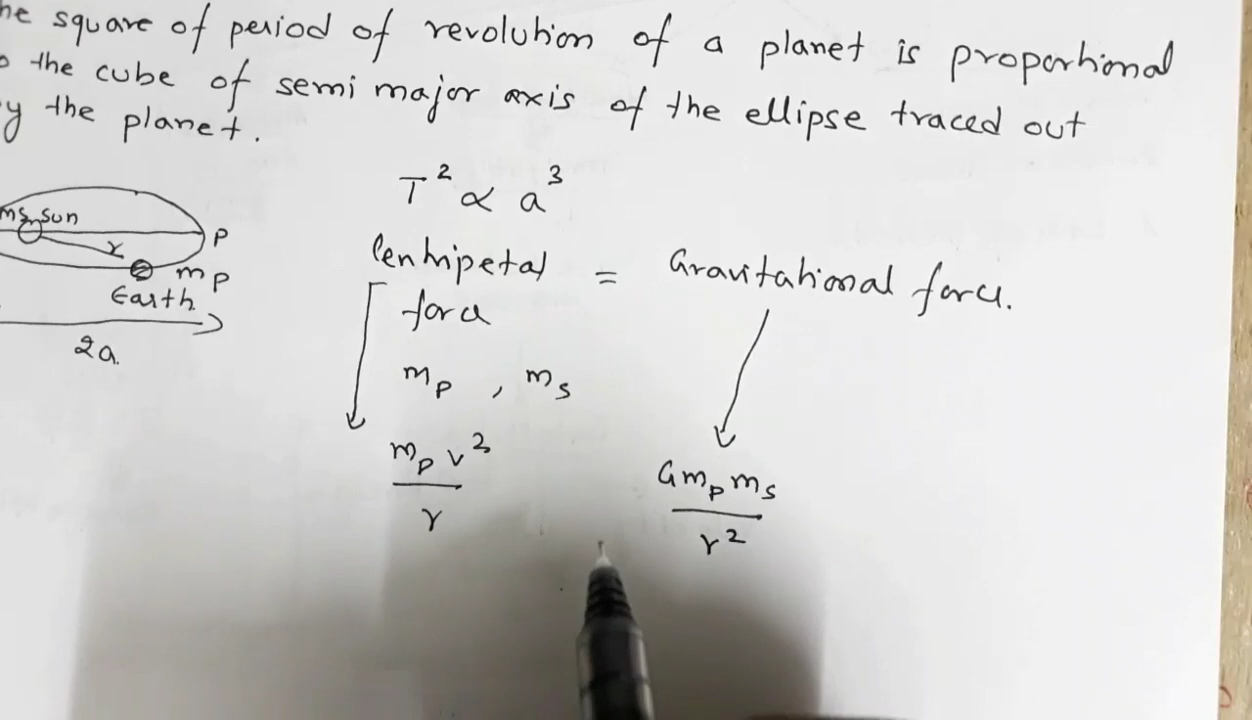 he square of period of revolution of a planet is proportional
o the cube of semi major axis of the ellipse traced out
y the planet.
T² ∝ a³
ms sun
r
P
mp
Earth
2a
Centripetal force = Gravitational force.
mp , ms
mp v² / r
G mp ms / r²